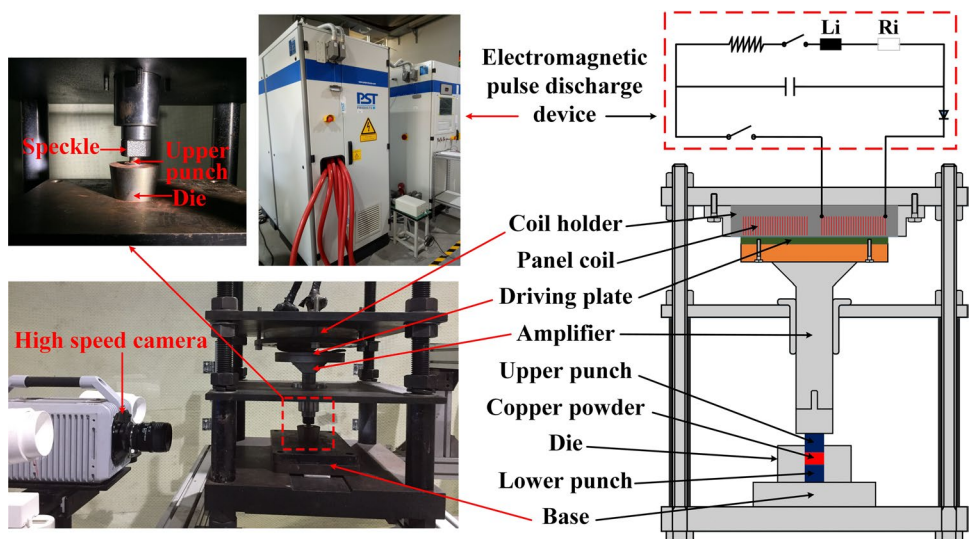 Li
Ri
Electromagnetic
pulse discharge
device
PST
Speckle
Upper
punch
Die
Coil holder
Panel coil
Driving plate
Amplifier
High speed camera
Upper punch
Copper powder
Die
Lower punch
Base